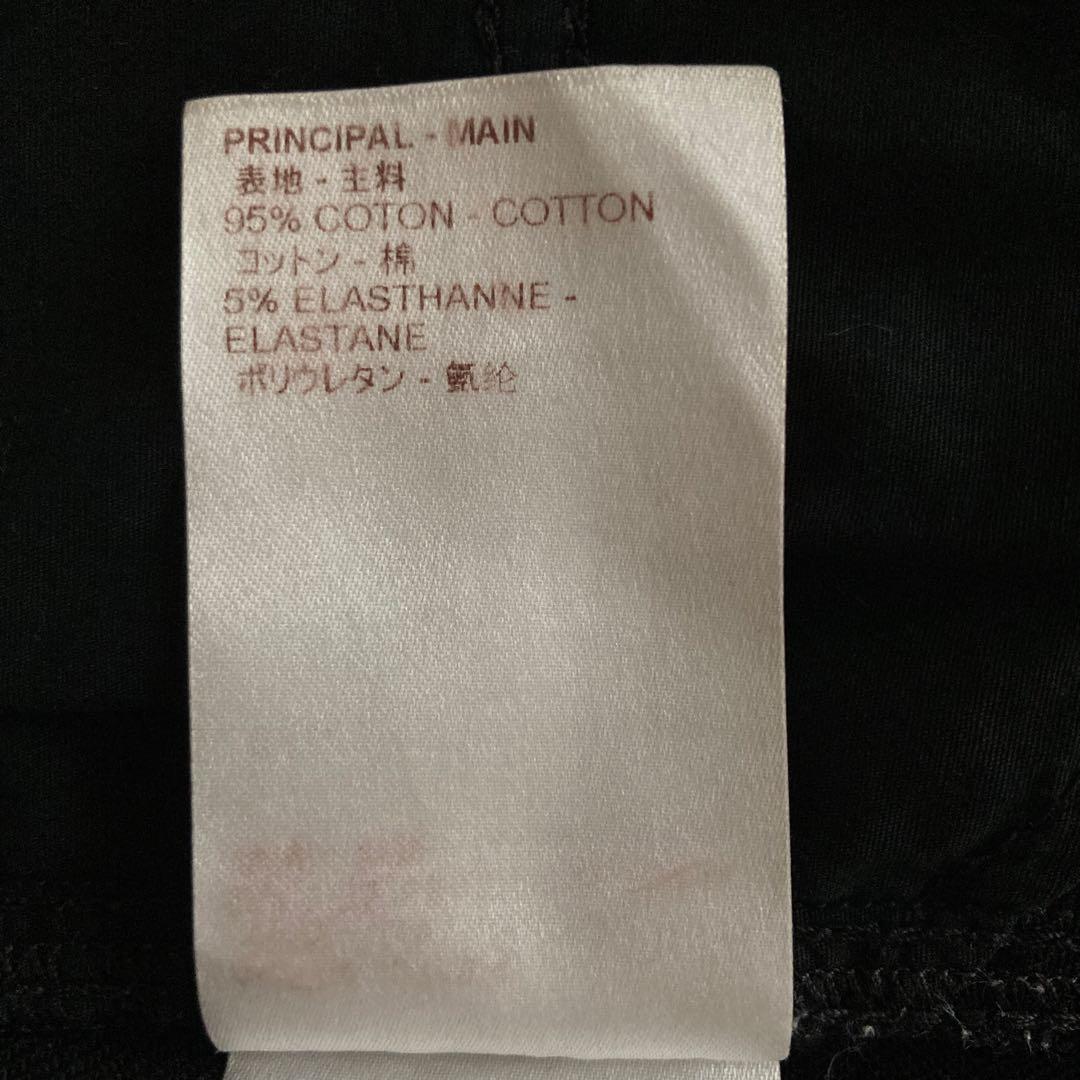 PRINCIPAL - MAIN
表地 - 主料
95% COTON - COTTON
コットン - 棉
5% ELASTHANNE -
ELASTANE
ポリウレタン - 氨纶